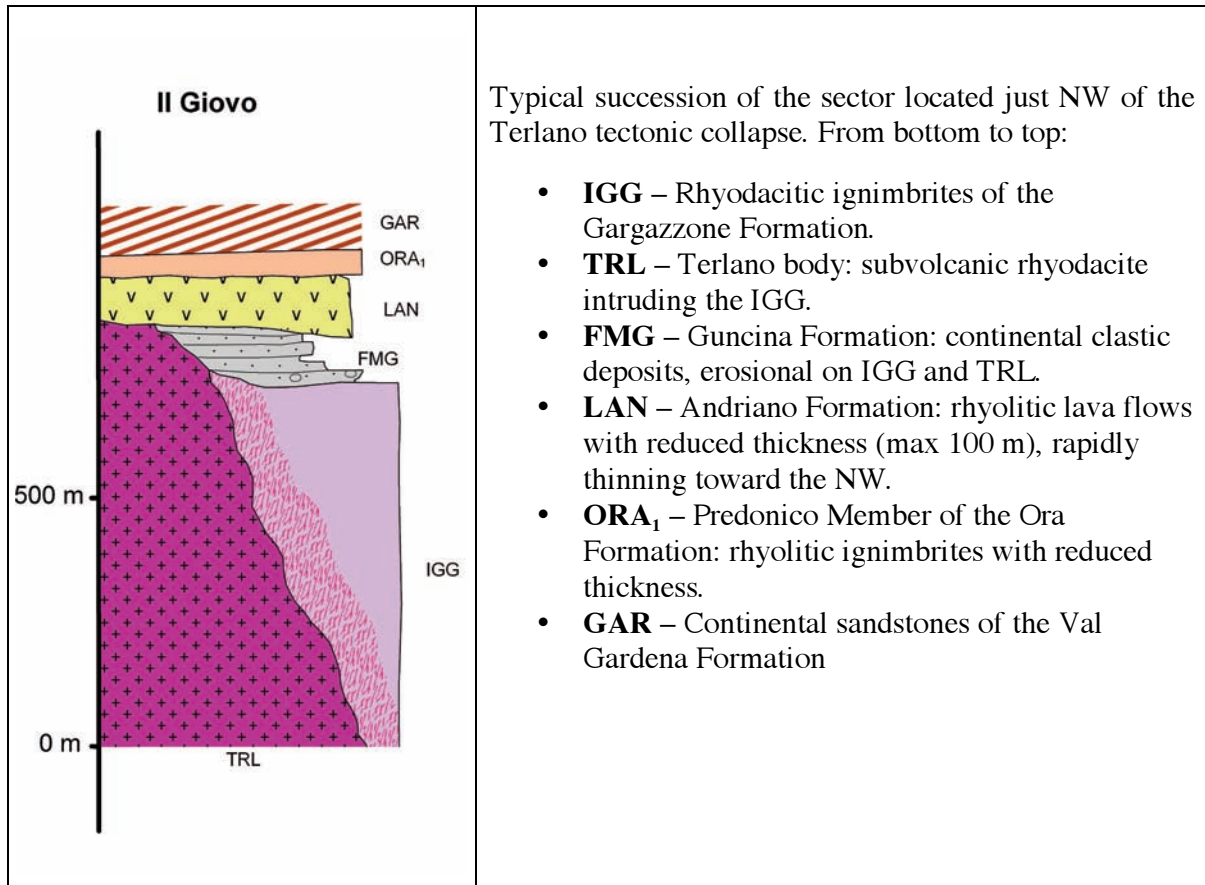 Il Giovo
GAR
ORA₁
LAN
FMG
500 m
IGG
0 m
TRL
Typical succession of the sector located just NW of the
Terlano tectonic collapse. From bottom to top:
• IGG – Rhyodacitic ignimbrites of the
Gargazzone Formation.
• TRL – Terlano body: subvolcanic rhyodacite
intruding the IGG.
• FMG – Guncina Formation: continental clastic
deposits, erosional on IGG and TRL.
• LAN – Andriano Formation: rhyolitic lava flows
with reduced thickness (max 100 m), rapidly
thinning toward the NW.
• ORA₁ – Predonico Member of the Ora
Formation: rhyolitic ignimbrites with reduced
thickness.
• GAR – Continental sandstones of the Val
Gardena Formation